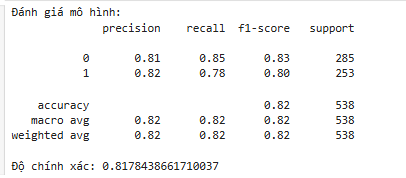 Đánh giá mô hình:
precision recall f1-score support
0 0.81 0.85 0.83 285
1 0.82 0.78 0.80 253
accuracy 0.82 538
macro avg 0.82 0.82 0.82 538
weighted avg 0.82 0.82 0.82 538
Độ chính xác: 0.8178438661710037